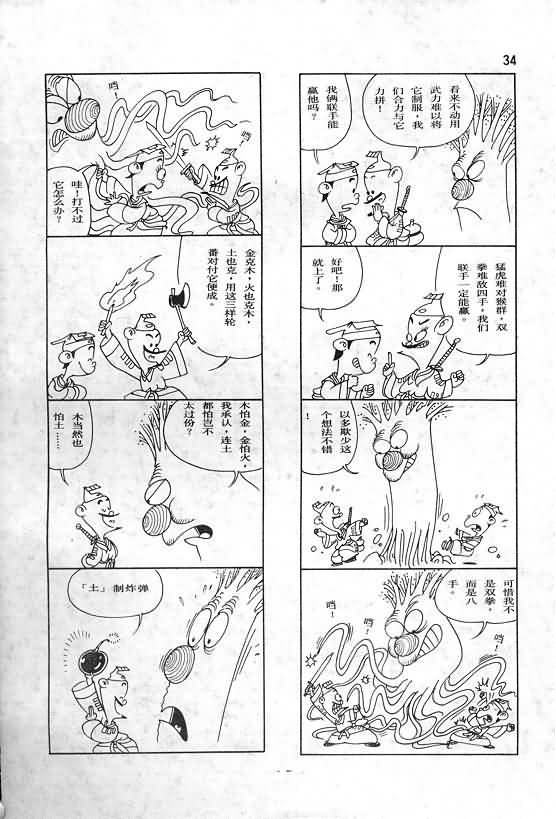 34
看来不动用
武力难以将
它制服，我
们合力与它
力拼！
我俩联手能
赢他吗？
猛虎难对猴群，双
拳难敌四手，我们
联手一定能赢。
好吧！那
就上了。
以多欺少这
个想法不错
！
可惜我不
是双拳，
而是八
手。
哇！打不过
它怎么办？
金克木，火也克木，
土也克，用这三样轮
番对付它便成。
木怕金，金怕火，
我承认，连土
都怕岂不
太过份？
木当然也
怕土……
「土」制炸弹